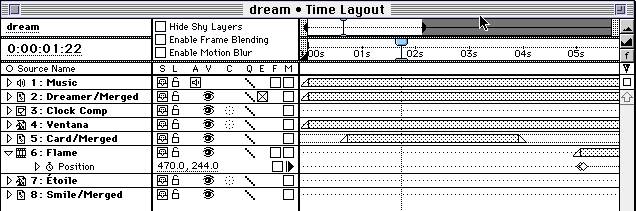 dream • Time Layout
dream
Hide Shy Layers
Enable Frame Blending
0:00:01:22
Enable Motion Blur
:00s 01s 02s 03s 04s 05s
f
Source Name S L A V C Q E F M
1 : Music
2 : Dreamer/Merged
3 : Clock Comp
4 : Ventana
5 : Card/Merged
6 : Flame
Position 470.0, 244.0
7 : Étoile
8 : Smile/Merged